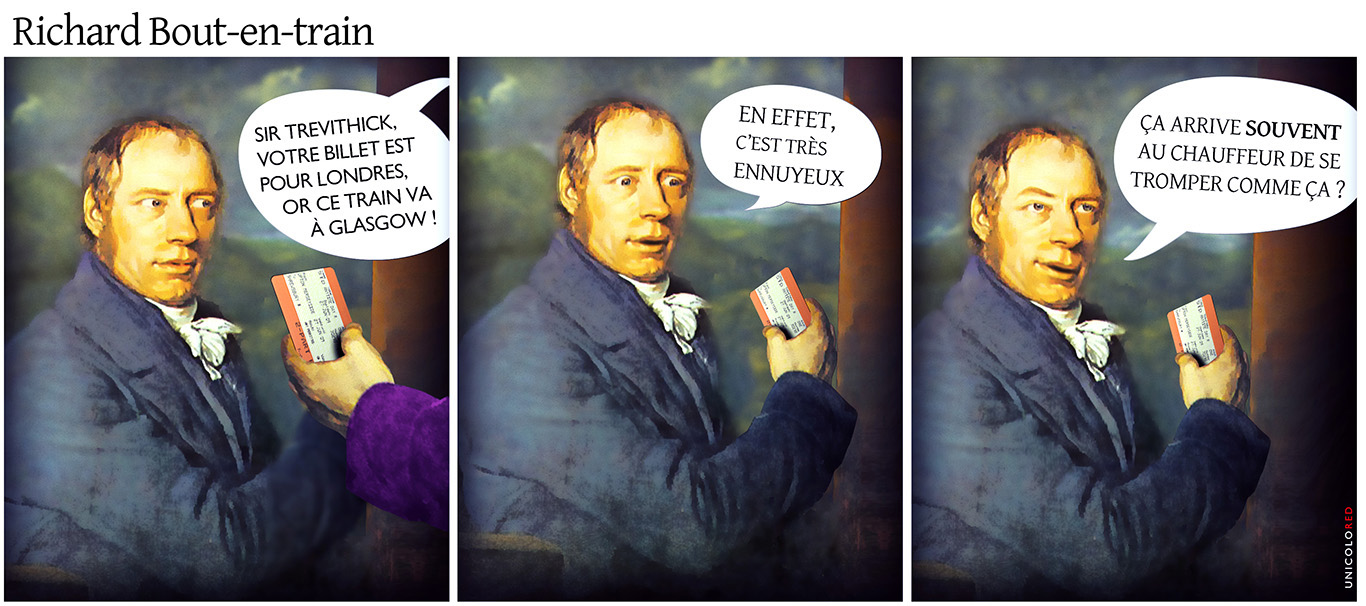 Richard Bout-en-train
SIR TREVITHICK,
VOTRE BILLET EST
POUR LONDRES,
OR CE TRAIN VA
À GLASGOW !
EN EFFET,
C'EST TRÈS
ENNUYEUX
ÇA ARRIVE SOUVENT
AU CHAUFFEUR DE SE
TROMPER COMME ÇA ?
UNICOLORED